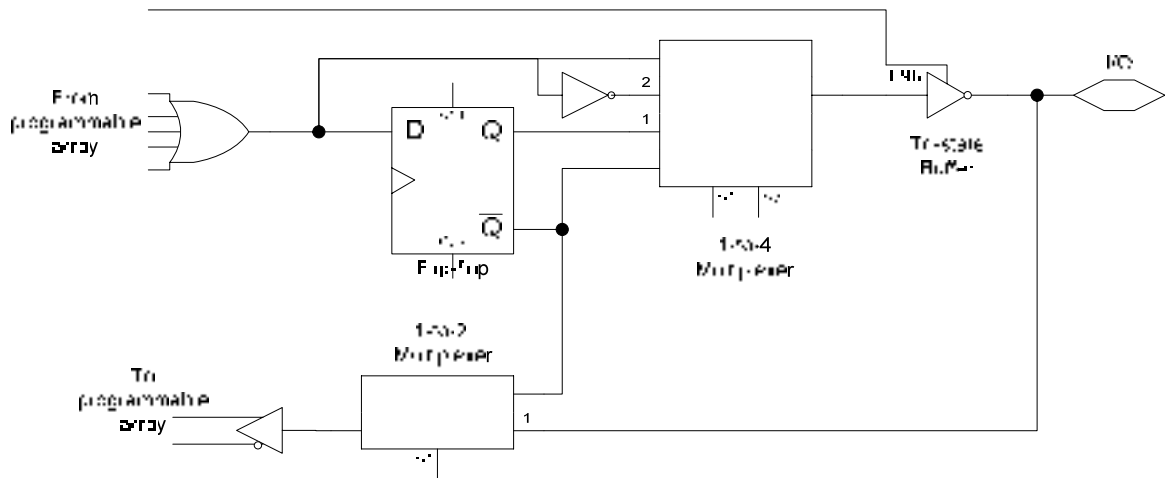 I/O
2
From
programmable
array
1
D
Q
Tri-state
Buffer
Q
1-to-4
Multiplexer
Flip-flop
1-to-2
Multiplexer
To
programmable
array
1